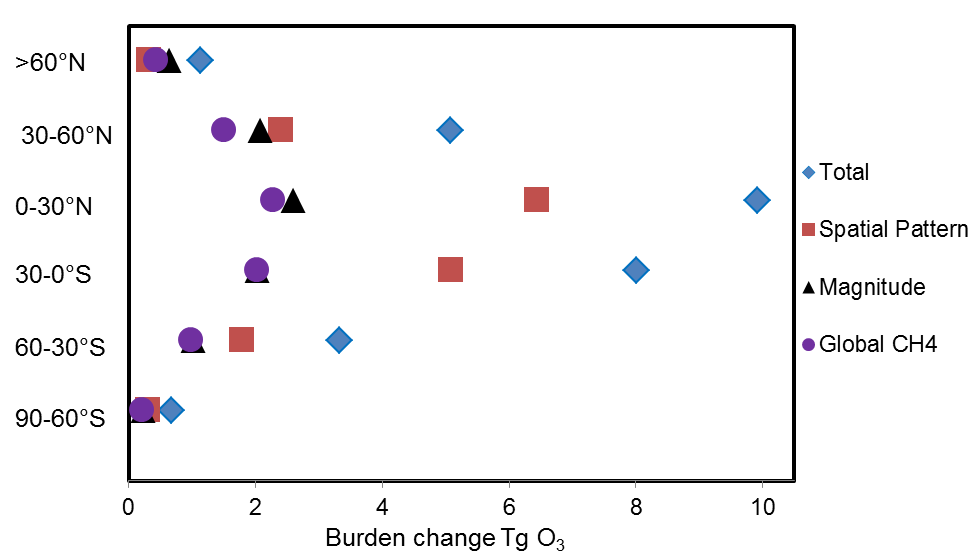 >60°N
30-60°N
0-30°N
30-0°S
60-30°S
90-60°S
0 2 4 6 8 10
Burden change Tg O₃
Total
Spatial Pattern
Magnitude
Global CH4